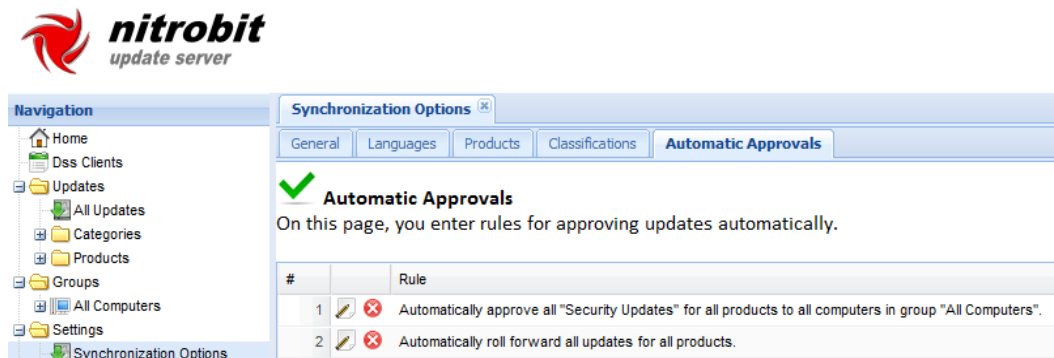 nitrobit
update server
Navigation
Home
Dss Clients
Updates
All Updates
Categories
Products
Groups
All Computers
Settings
Synchronization Options
Synchronization Options
General Languages Products Classifications Automatic Approvals
Automatic Approvals
On this page, you enter rules for approving updates automatically.
# Rule
1 Automatically approve all "Security Updates" for all products to all computers in group "All Computers".
2 Automatically roll forward all updates for all products.